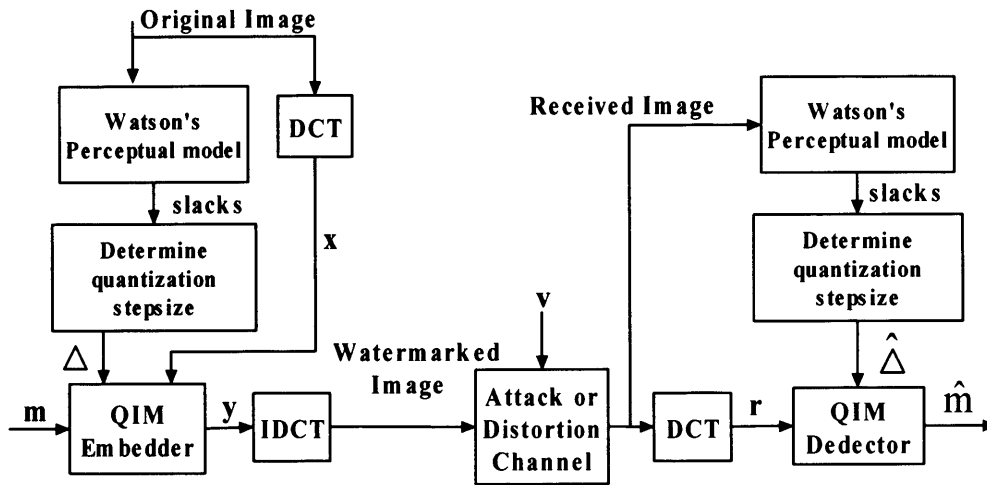 Original Image
Watson's
Perceptual model
DCT
slacks
Determine
quantization
stepsize
x
Δ
m
QIM
Embedder
y
IDCT
Watermarked
Image
v
Attack or
Distortion
Channel
Received Image
Watson's
Perceptual model
slacks
Determine
quantization
stepsize
Δ̂
DCT
r
QIM
Dedector
m̂